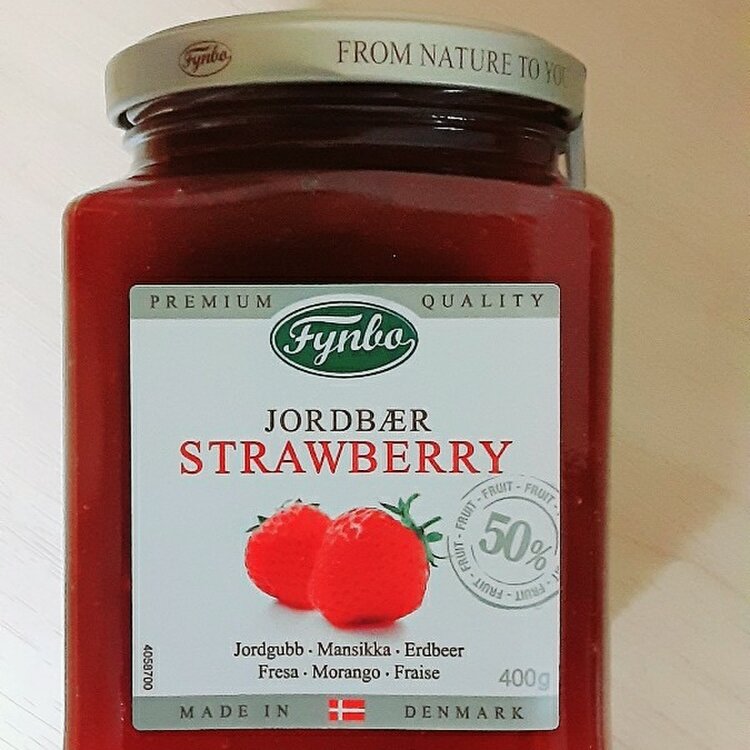 Fynbo
FROM NATURE TO YOU
PREMIUM QUALITY
Fynbo
JORDBÆR
STRAWBERRY
FRUIT - FRUIT - FRUIT - FRUIT - FRUIT - FRUIT
50%
Jordgubb · Mansikka · Erdbeer
Fresa · Morango · Fraise
4058700
400g
MADE IN DENMARK